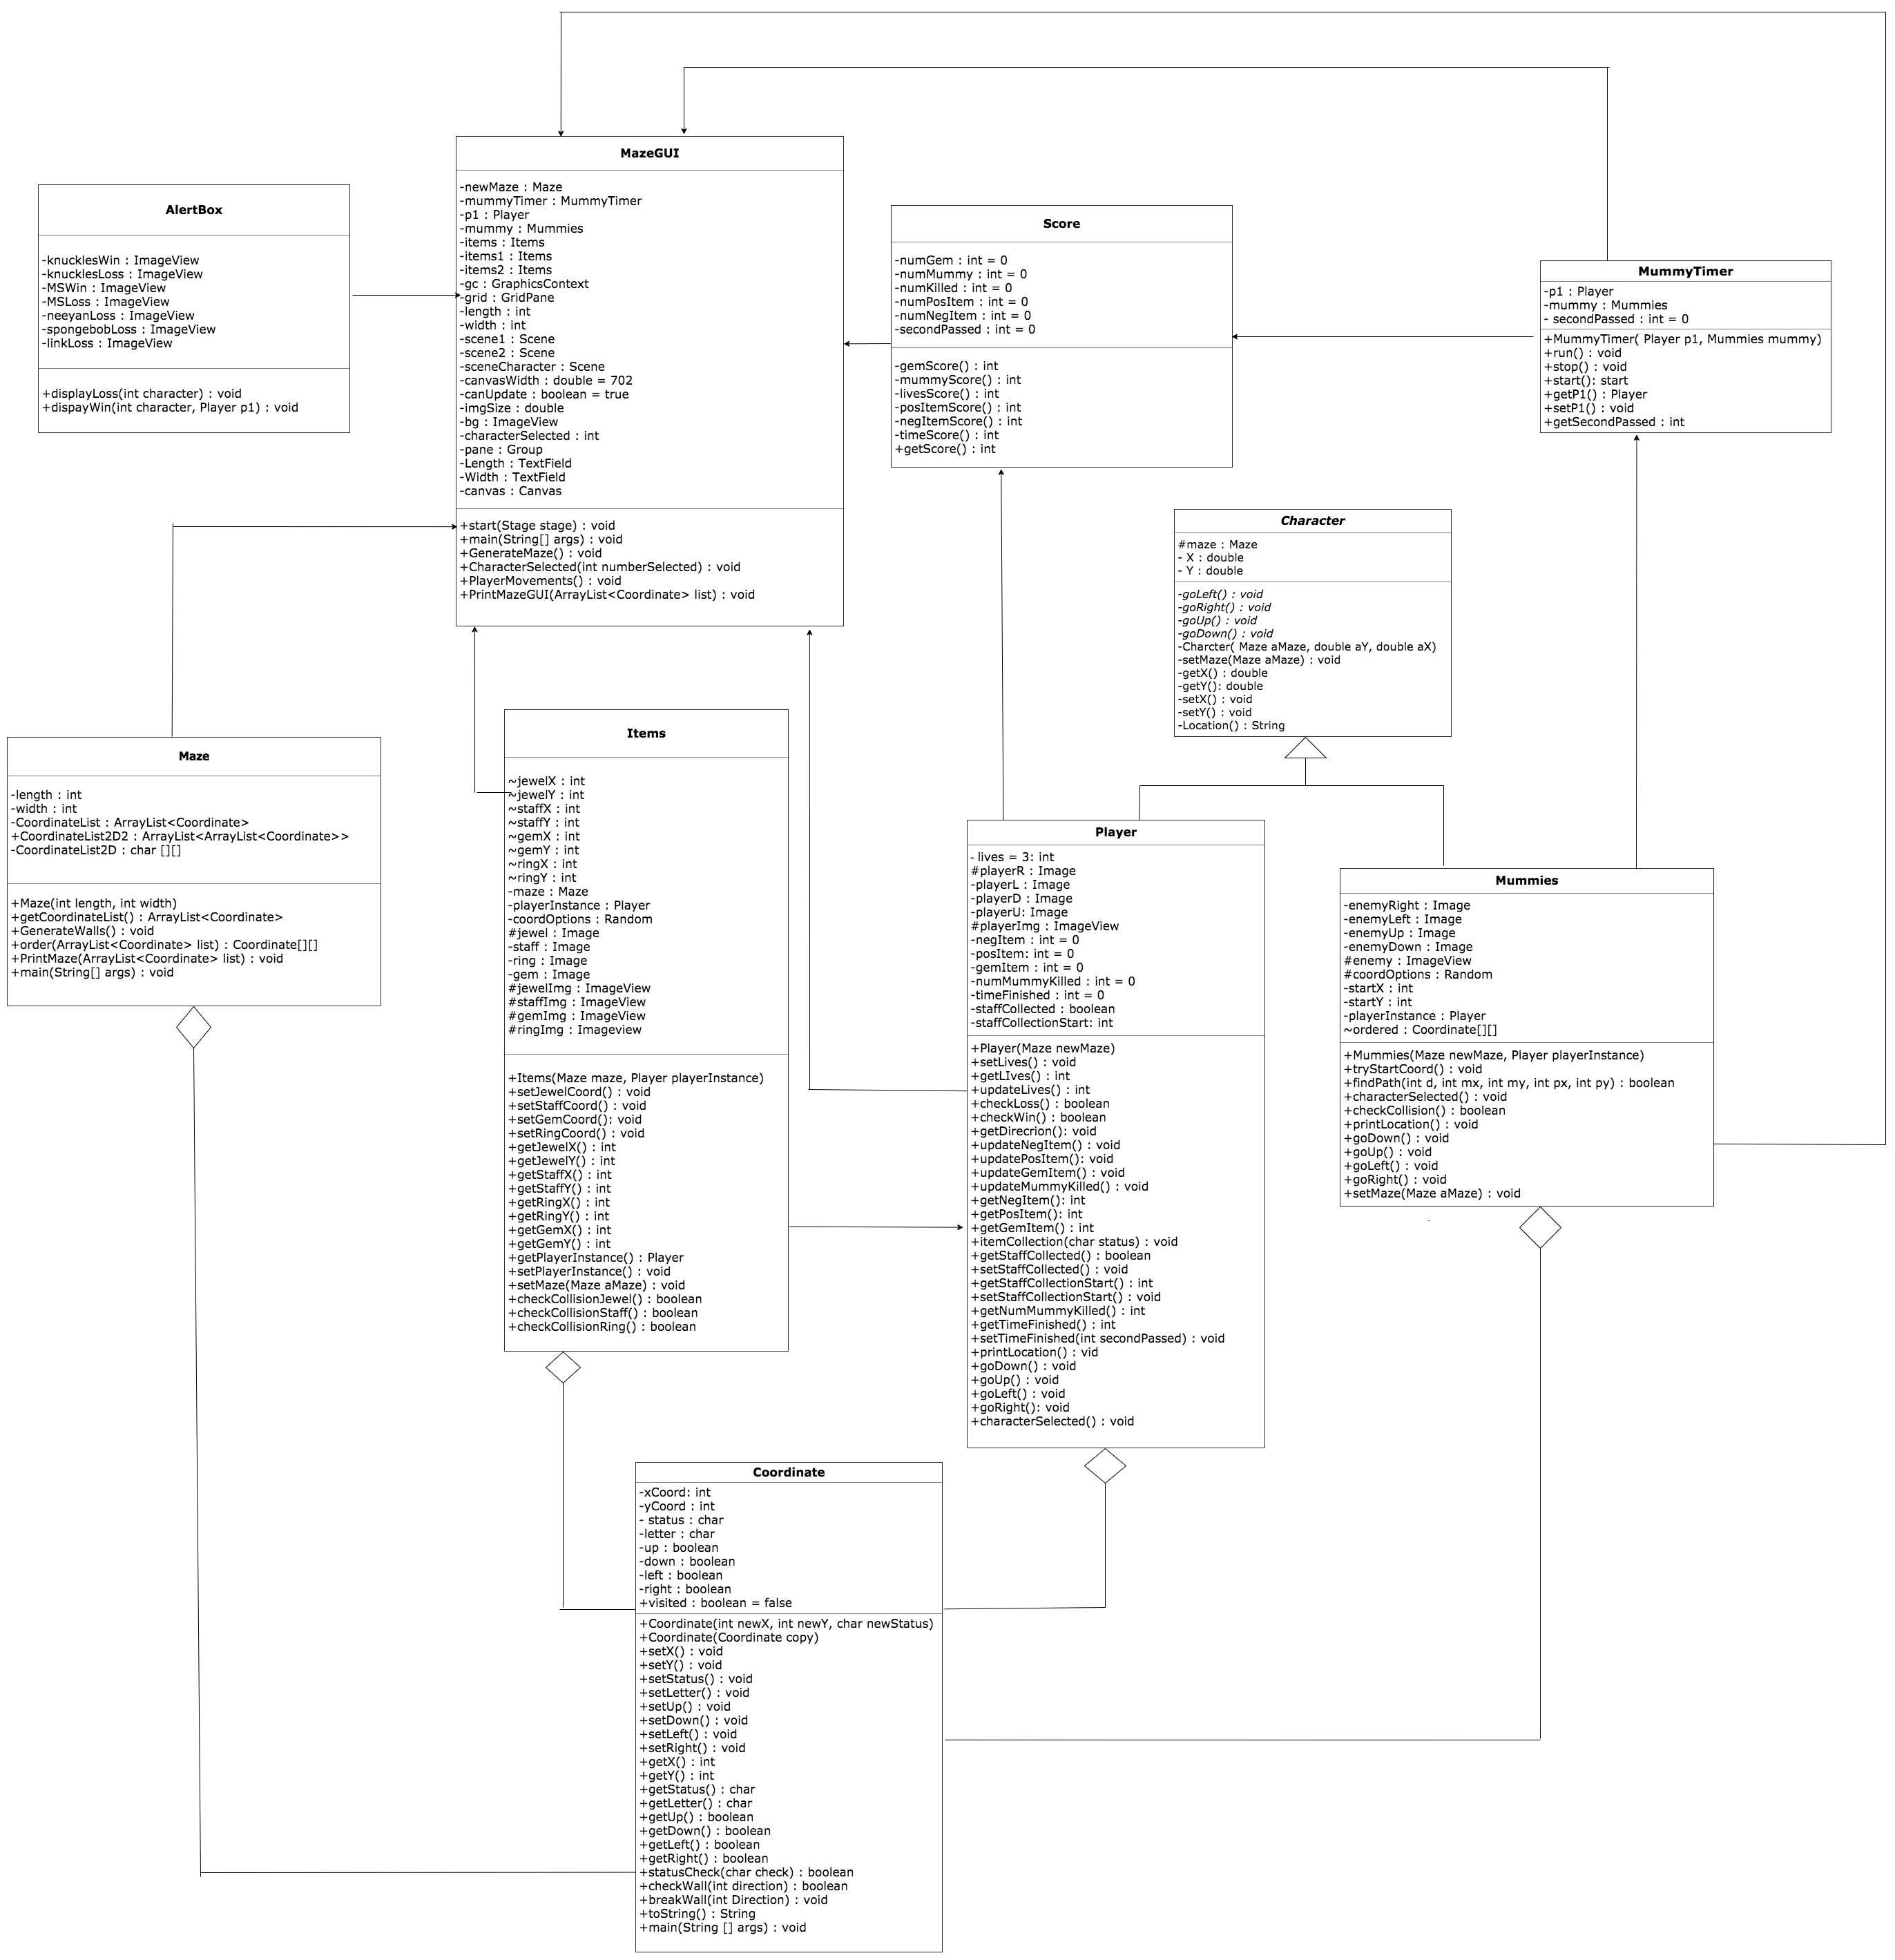 MazeGUI
-newMaze : Maze
-mummyTimer : MummyTimer
-p1 : Player
-mummy : Mummies
-items : Items
-items1 : Items
-items2 : Items
-gc : GraphicsContext
-grid : GridPane
-length : int
-width : int
-scene1 : Scene
-scene2 : Scene
-sceneCharacter : Scene
-canvasWidth : double = 702
-canUpdate : boolean = true
-imgSize : double
-bg : ImageView
-characterSelected : int
-pane : Group
-Length : TextField
-Width : TextField
-canvas : Canvas
+start(Stage stage) : void
+main(String[] args) : void
+GenerateMaze() : void
+CharacterSelected(int numberSelected) : void
+PlayerMovements() : void
+PrintMazeGUI(ArrayList<Coordinate> list) : void
AlertBox
-knucklesWin : ImageView
-knucklesLoss : ImageView
-MSWin : ImageView
-MSLoss : ImageView
-neeyanLoss : ImageView
-spongebobLoss : ImageView
-linkLoss : ImageView
+displayLoss(int character) : void
+dispayWin(int character, Player p1) : void
Score
-numGem : int = 0
-numMummy : int = 0
-numKilled : int = 0
-numPosItem : int = 0
-numNegItem : int = 0
-secondPassed : int = 0
-gemScore() : int
-mummyScore() : int
-livesScore() : int
-posItemScore() : int
-negItemScore() : int
-timeScore() : int
+getScore() : int
MummyTimer
-p1 : Player
-mummy : Mummies
- secondPassed : int = 0
+MummyTimer( Player p1, Mummies mummy)
+run() : void
+stop() : void
+start(): start
+getP1() : Player
+setP1() : void
+getSecondPassed : int
Character
#maze : Maze
- X : double
- Y : double
-goLeft() : void
-goRight() : void
-goUp() : void
-goDown() : void
-Charcter( Maze aMaze, double aY, double aX)
-setMaze(Maze aMaze) : void
-getX() : double
-getY(): double
-setX() : void
-setY() : void
-Location() : String
Maze
-length : int
-width : int
-CoordinateList : ArrayList<Coordinate>
+CoordinateList2D2 : ArrayList<ArrayList<Coordinate>>
-CoordinateList2D : char [][]
+Maze(int length, int width)
+getCoordinateList() : ArrayList<Coordinate>
+GenerateWalls() : void
+order(ArrayList<Coordinate> list) : Coordinate[][]
+PrintMaze(ArrayList<Coordinate> list) : void
+main(String[] args) : void
Items
~jewelX : int
~jewelY : int
~staffX : int
~staffY : int
~gemX : int
~gemY : int
~ringX : int
~ringY : int
-maze : Maze
-playerInstance : Player
-coordOptions : Random
#jewel : Image
-staff : Image
-ring : Image
-gem : Image
#jewelImg : ImageView
#staffImg : ImageView
#gemImg : ImageView
#ringImg : Imageview
+Items(Maze maze, Player playerInstance)
+setJewelCoord() : void
+setStaffCoord() : void
+setGemCoord(): void
+setRingCoord() : void
+getJewelX() : int
+getJewelY() : int
+getStaffX() : int
+getStaffY() : int
+getRingX() : int
+getRingY() : int
+getGemX() : int
+getGemY() : int
+getPlayerInstance() : Player
+setPlayerInstance() : void
+setMaze(Maze aMaze) : void
+checkCollisionJewel() : boolean
+checkCollisionStaff() : boolean
+checkCollisionRing() : boolean
Player
- lives = 3: int
#playerR : Image
-playerL : Image
-playerD : Image
-playerU: Image
#playerImg : ImageView
-negItem : int = 0
-posItem: int = 0
-gemItem : int = 0
-numMummyKilled : int = 0
-timeFinished : int = 0
-staffCollected : boolean
-staffCollectionStart: int
+Player(Maze newMaze)
+setLives() : void
+getLIves() : int
+updateLives() : int
+checkLoss() : boolean
+checkWin() : boolean
+getDirecrion(): void
+updateNegItem() : void
+updatePosItem(): void
+updateGemItem() : void
+updateMummyKilled() : void
+getNegItem(): int
+getPosItem(): int
+getGemItem() : int
+itemCollection(char status) : void
+getStaffCollected() : boolean
+setStaffCollected() : void
+getStaffCollectionStart() : int
+setStaffCollectionStart() : void
+getNumMummyKilled() : int
+getTimeFinished() : int
+setTimeFinished(int secondPassed) : void
+printLocation() : vid
+goDown() : void
+goUp() : void
+goLeft() : void
+goRight(): void
+characterSelected() : void
Mummies
-enemyRight : Image
-enemyLeft : Image
-enemyUp : Image
-enemyDown : Image
#enemy : ImageView
#coordOptions : Random
-startX : int
-startY : int
-playerInstance : Player
~ordered : Coordinate[][]
+Mummies(Maze newMaze, Player playerInstance)
+tryStartCoord() : void
+findPath(int d, int mx, int my, int px, int py) : boolean
+characterSelected() : void
+checkCollision() : boolean
+printLocation() : void
+goDown() : void
+goUp() : void
+goLeft() : void
+goRight() : void
+setMaze(Maze aMaze) : void
Coordinate
-xCoord: int
-yCoord : int
- status : char
-letter : char
-up : boolean
-down : boolean
-left : boolean
-right : boolean
+visited : boolean = false
+Coordinate(int newX, int newY, char newStatus)
+Coordinate(Coordinate copy)
+setX() : void
+setY() : void
+setStatus() : void
+setLetter() : void
+setUp() : void
+setDown() : void
+setLeft() : void
+setRight() : void
+getX() : int
+getY() : int
+getStatus() : char
+getLetter() : char
+getUp() : boolean
+getDown() : boolean
+getLeft() : boolean
+getRight() : boolean
+statusCheck(char check) : boolean
+checkWall(int direction) : boolean
+breakWall(int Direction) : void
+toString() : String
+main(String [] args) : void